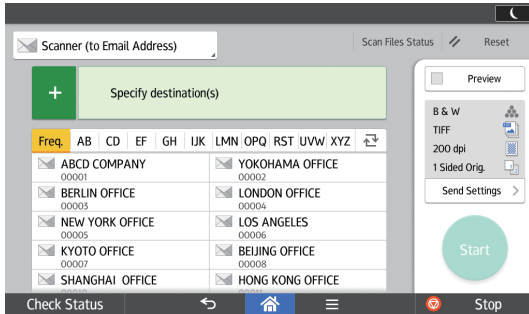 Scanner (to Email Address)
Scan Files Status
Reset
+
Specify destination(s)
Preview
B & W
TIFF
200 dpi
1 Sided Orig.
Send Settings >
Start
Freq. AB CD EF GH IJK LMN OPQ RST UVW XYZ
ABCD COMPANY
00001
YOKOHAMA OFFICE
00002
BERLIN OFFICE
00003
LONDON OFFICE
00004
NEW YORK OFFICE
00005
LOS ANGELES
00006
KYOTO OFFICE
00007
BEIJING OFFICE
00008
SHANGHAI OFFICE
HONG KONG OFFICE
Check Status
Stop